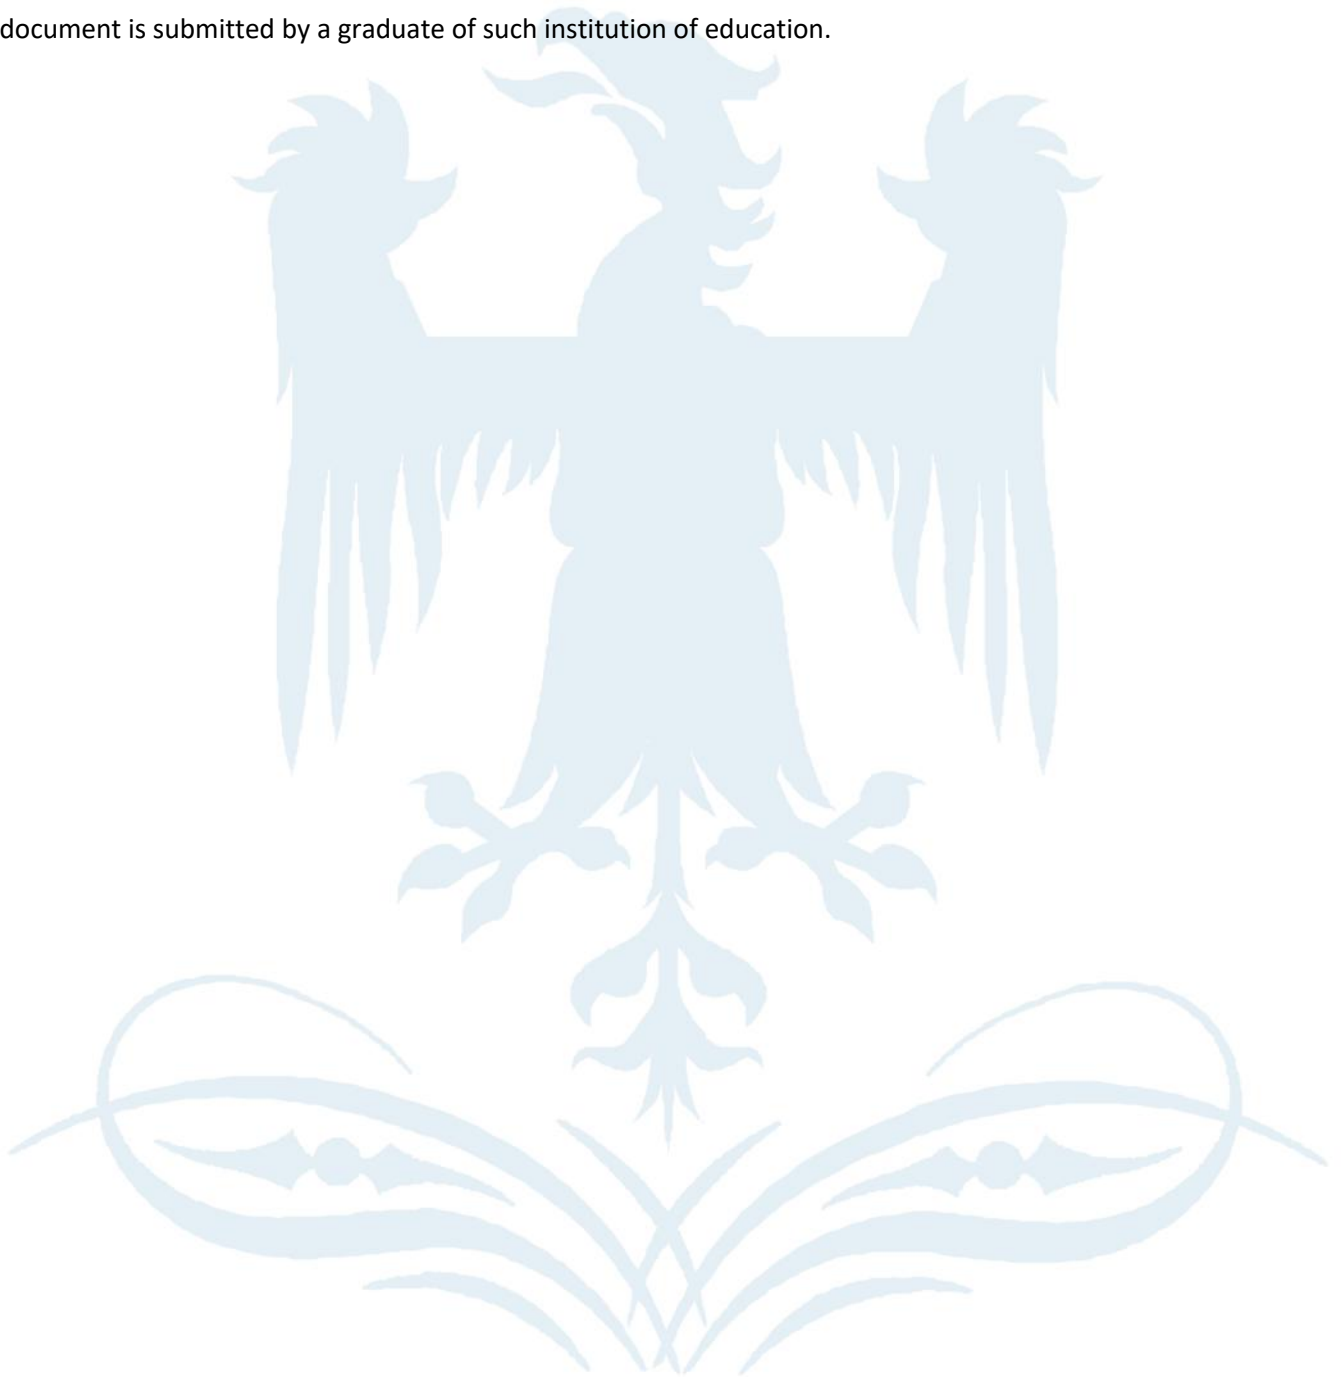 document is submitted by a graduate of such institution of education.